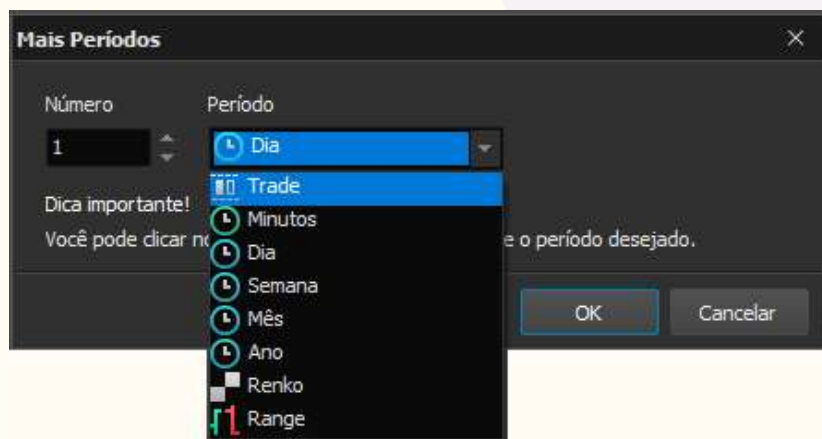 Mais Períodos
Número
Período
1
Dia
Trade
Dica importante!
Minutos
Você pode clicar
e o período desejado.
Dia
Semana
Mês
Ano
Renko
Range
OK
Cancelar